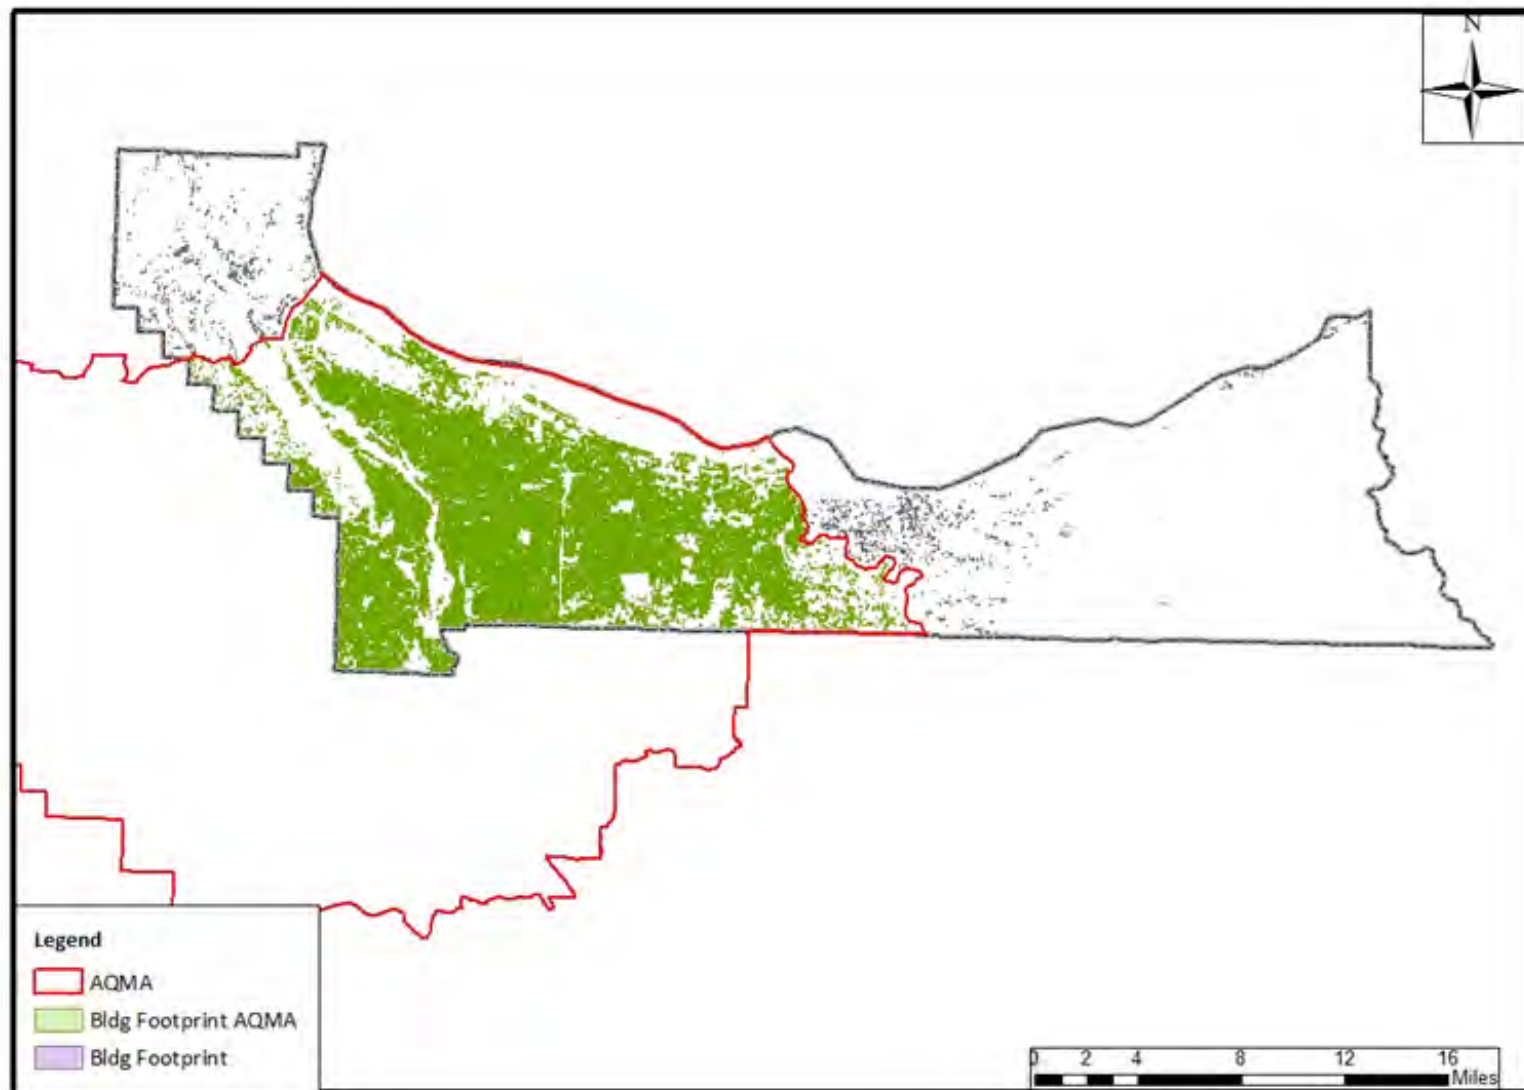 N
Legend
AQMA
Bldg Footprint AQMA
Bldg Footprint
0 2 4 8 12 16
Miles